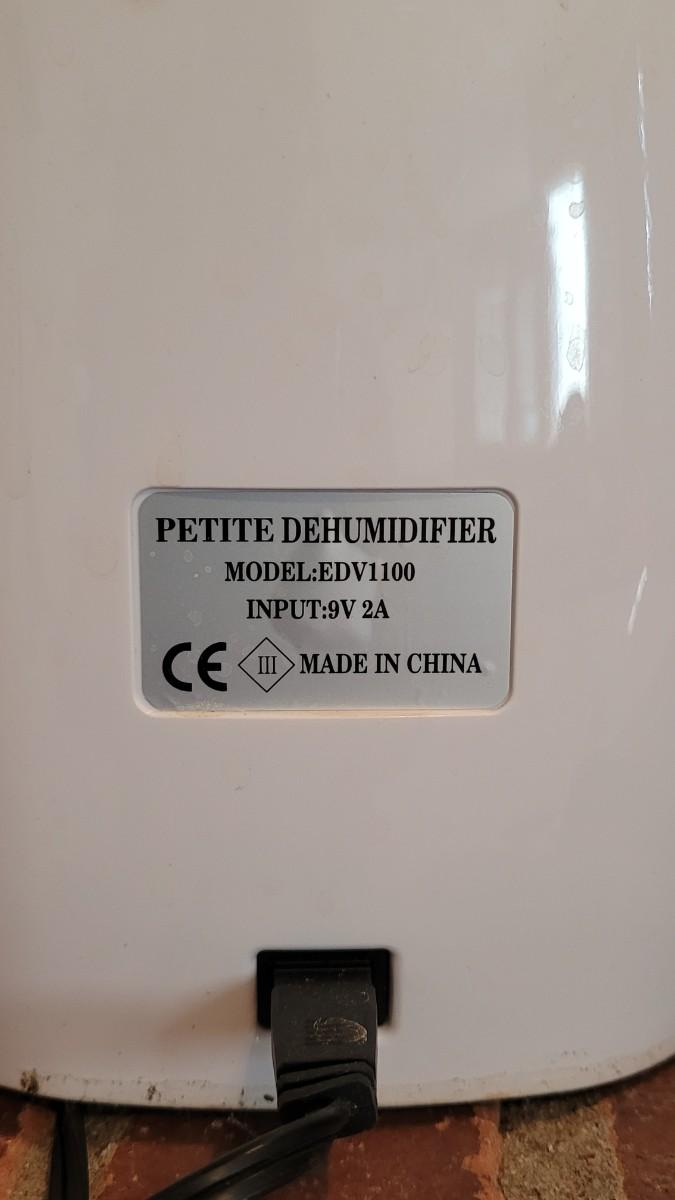 PETITE DEHUMIDIFIER
MODEL:EDV1100
INPUT:9V 2A
CE III MADE IN CHINA